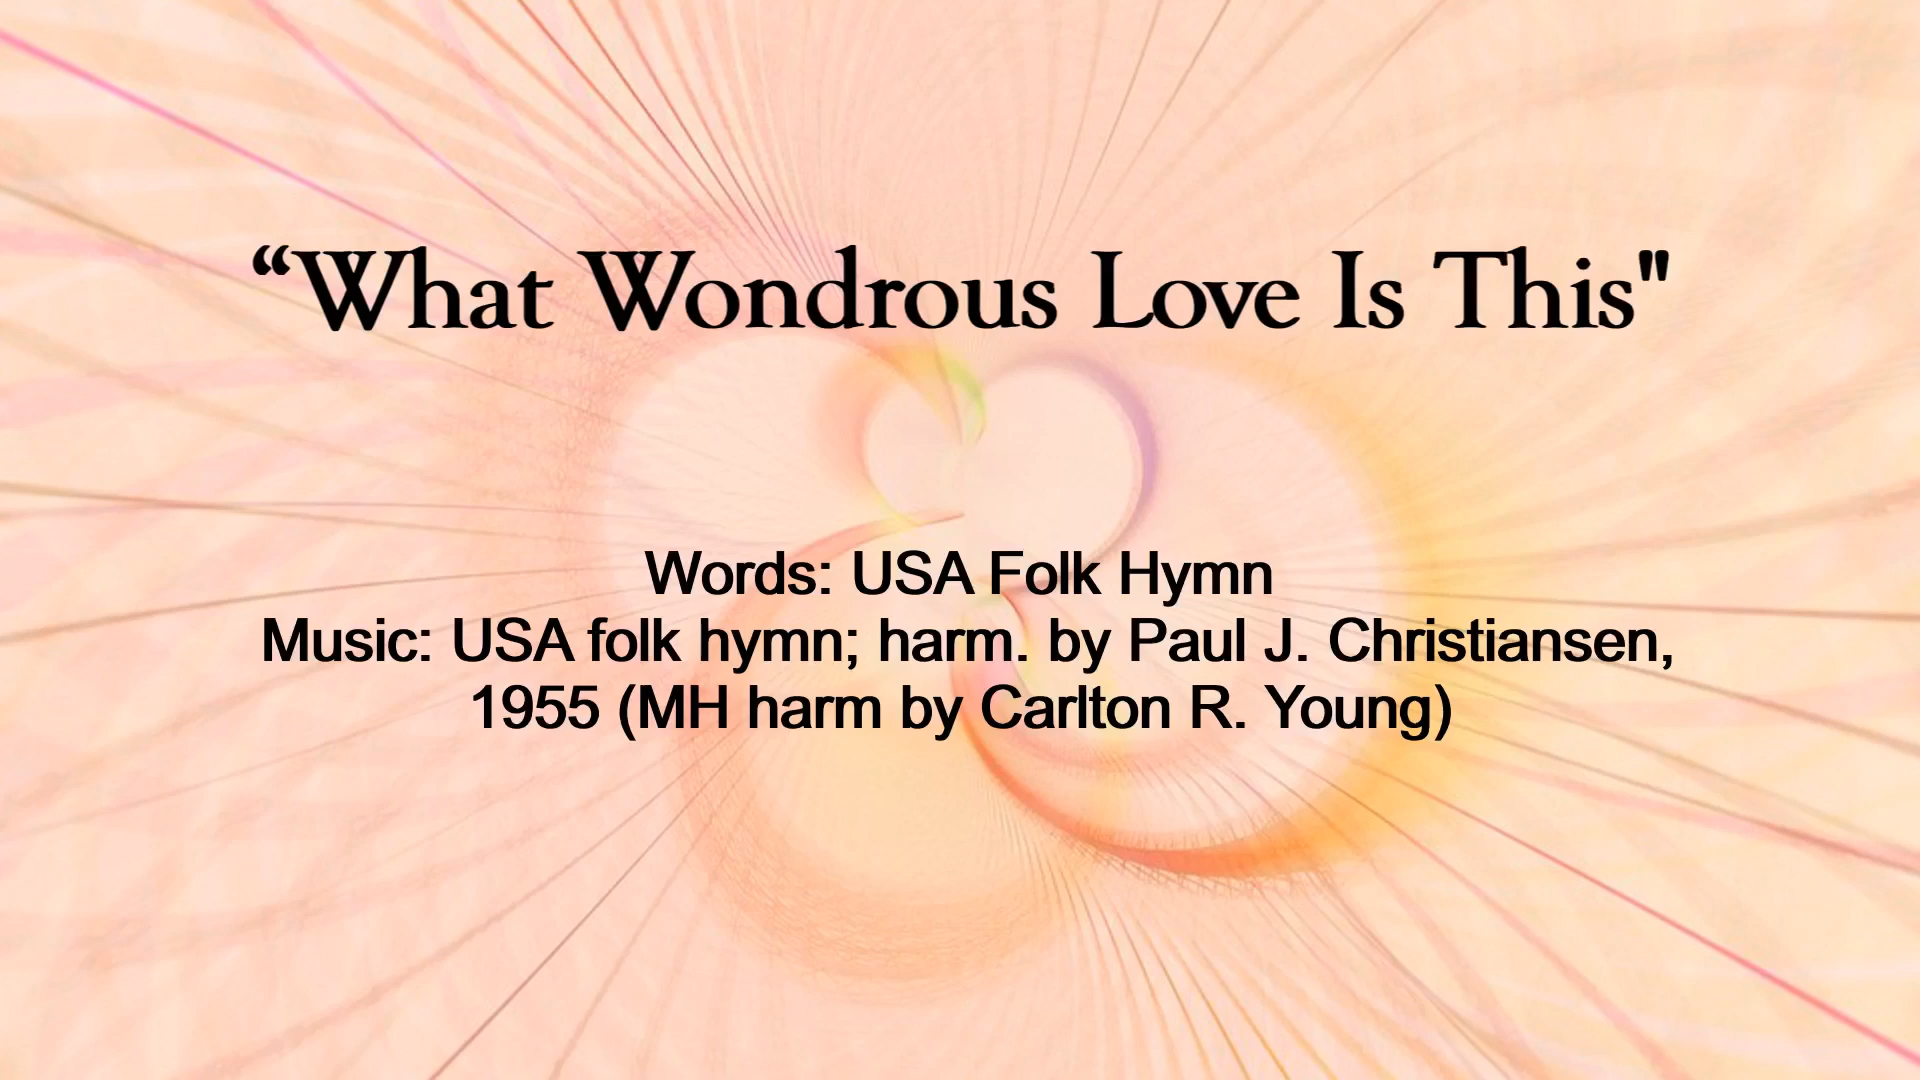 “What Wondrous Love Is This"
Words: USA Folk Hymn
Music: USA folk hymn; harm. by Paul J. Christiansen,
1955 (MH harm by Carlton R. Young)